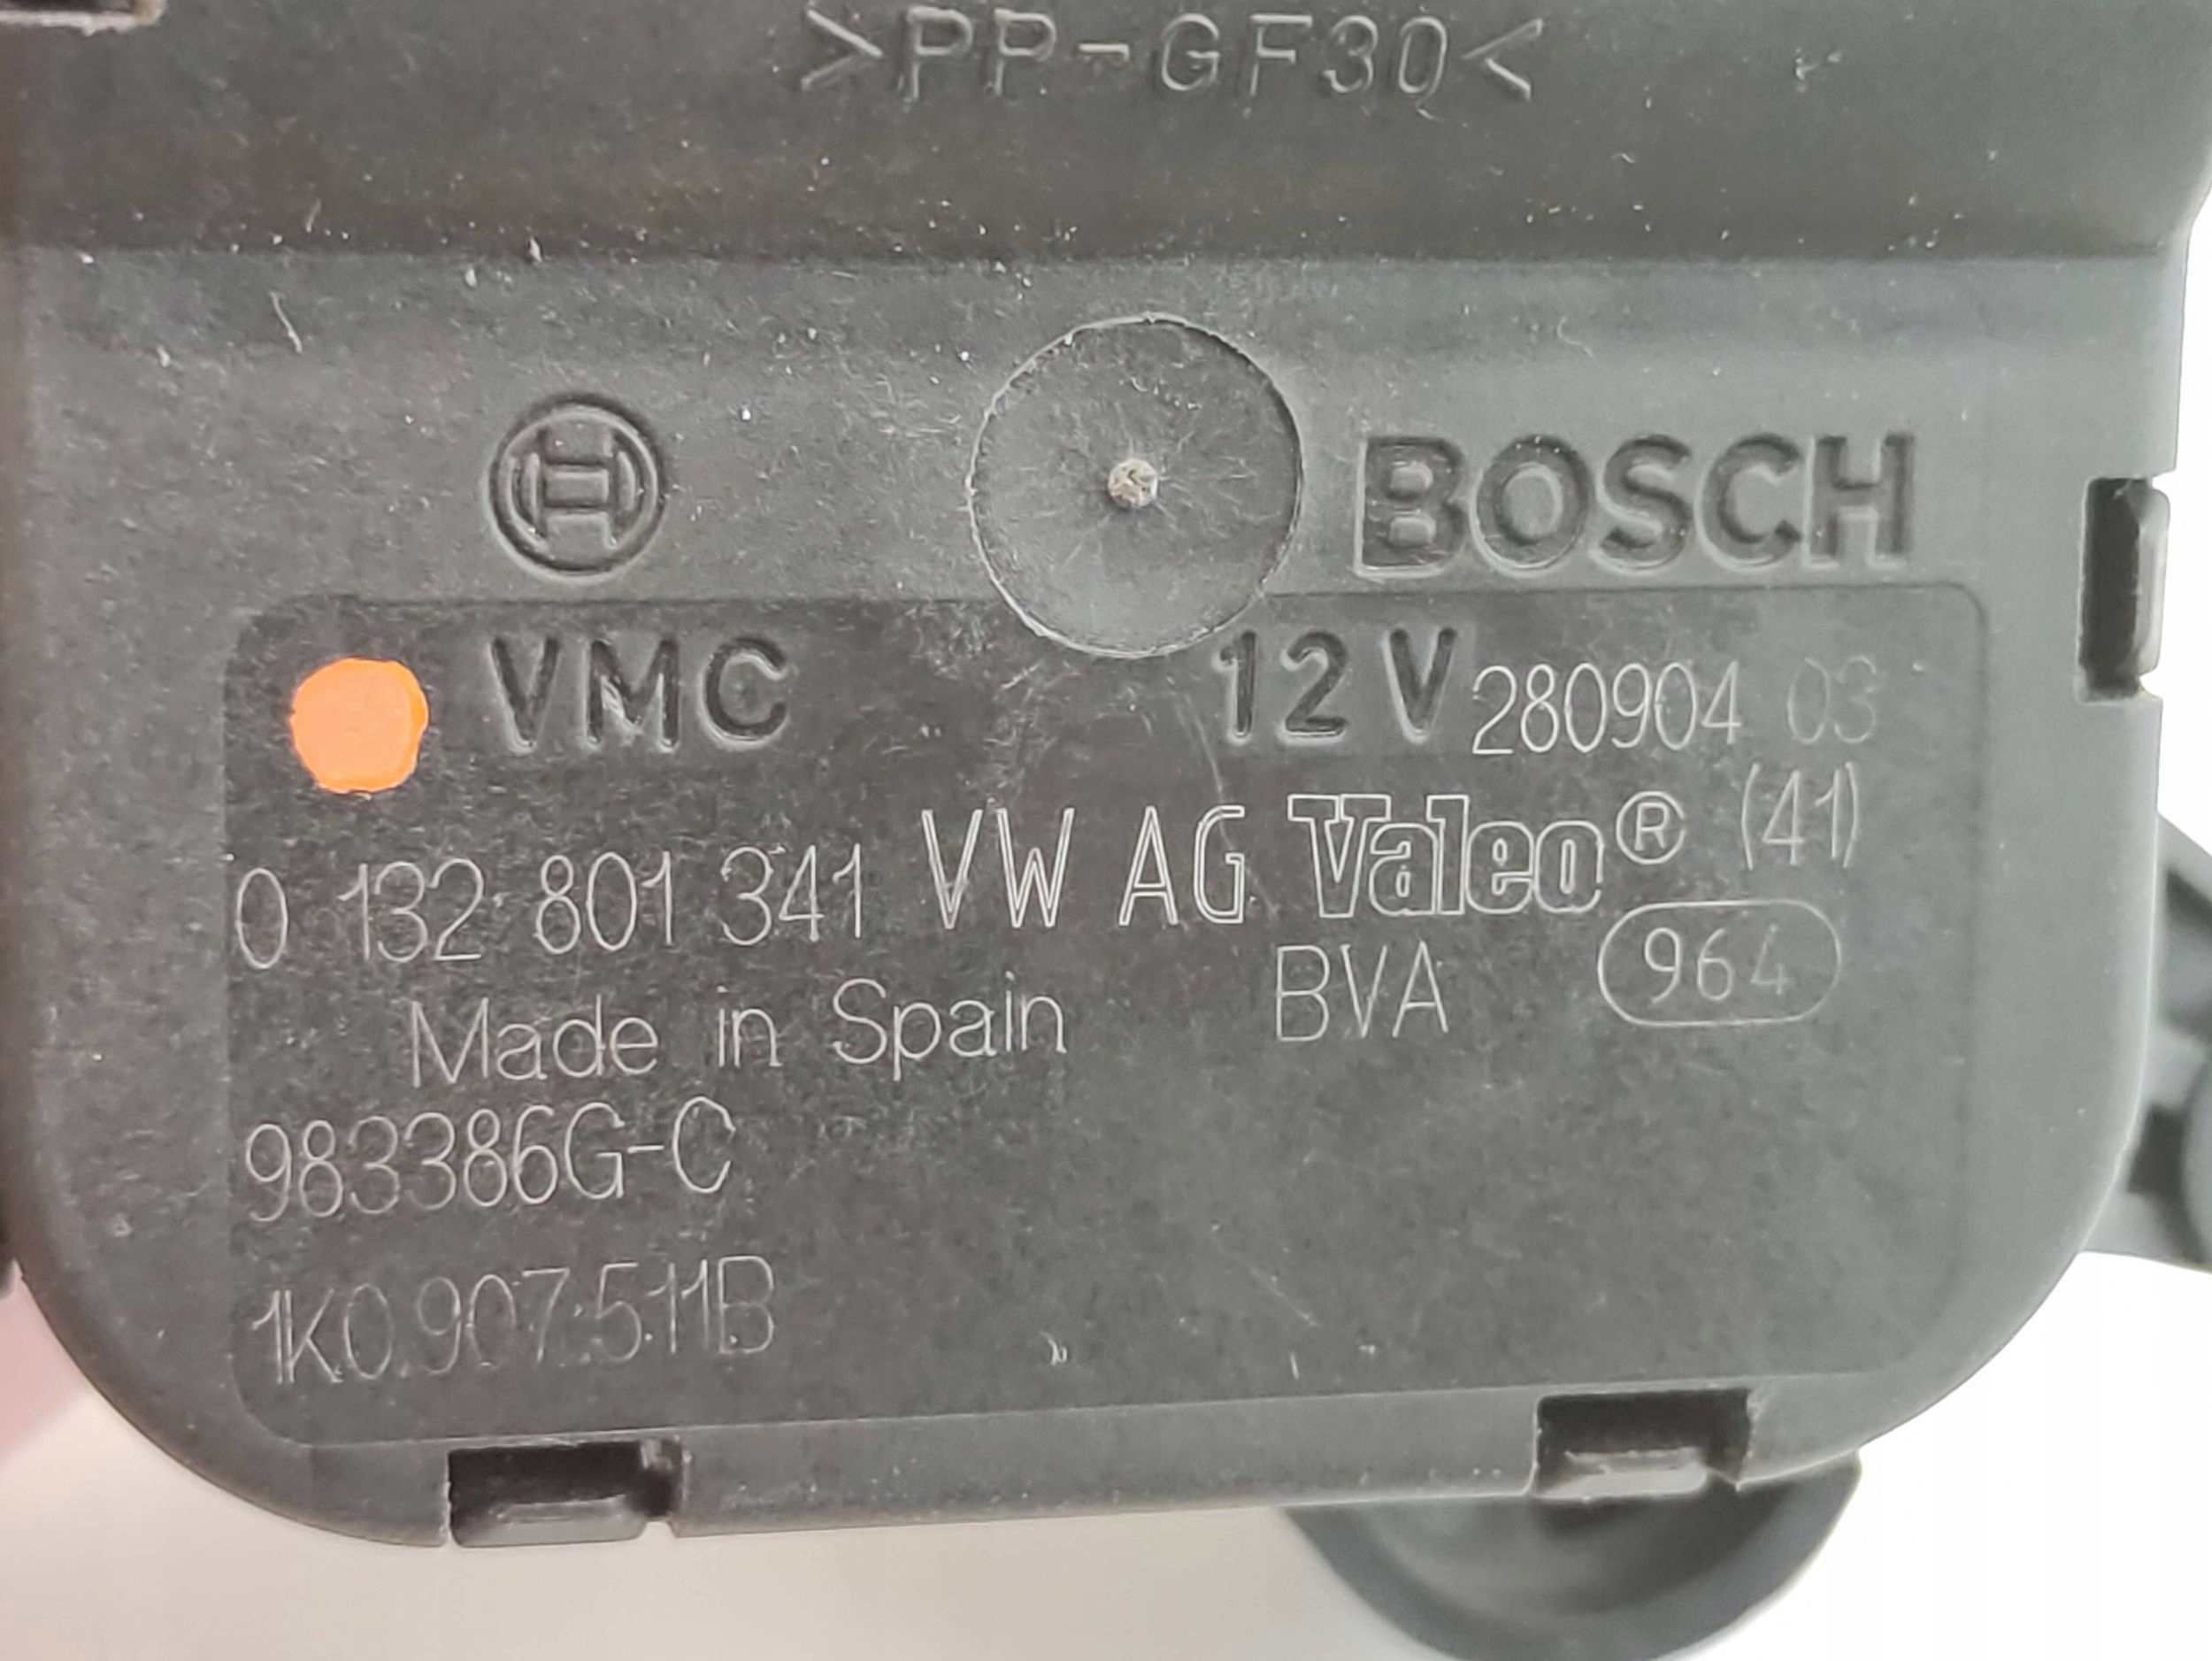 >PP-GF30<
BOSCH
VMC 12V 280904 03
0 132 801 341 VW AG Valeo® (41)
Made in Spain BVA 964
983386G-C
1K0.907.511B